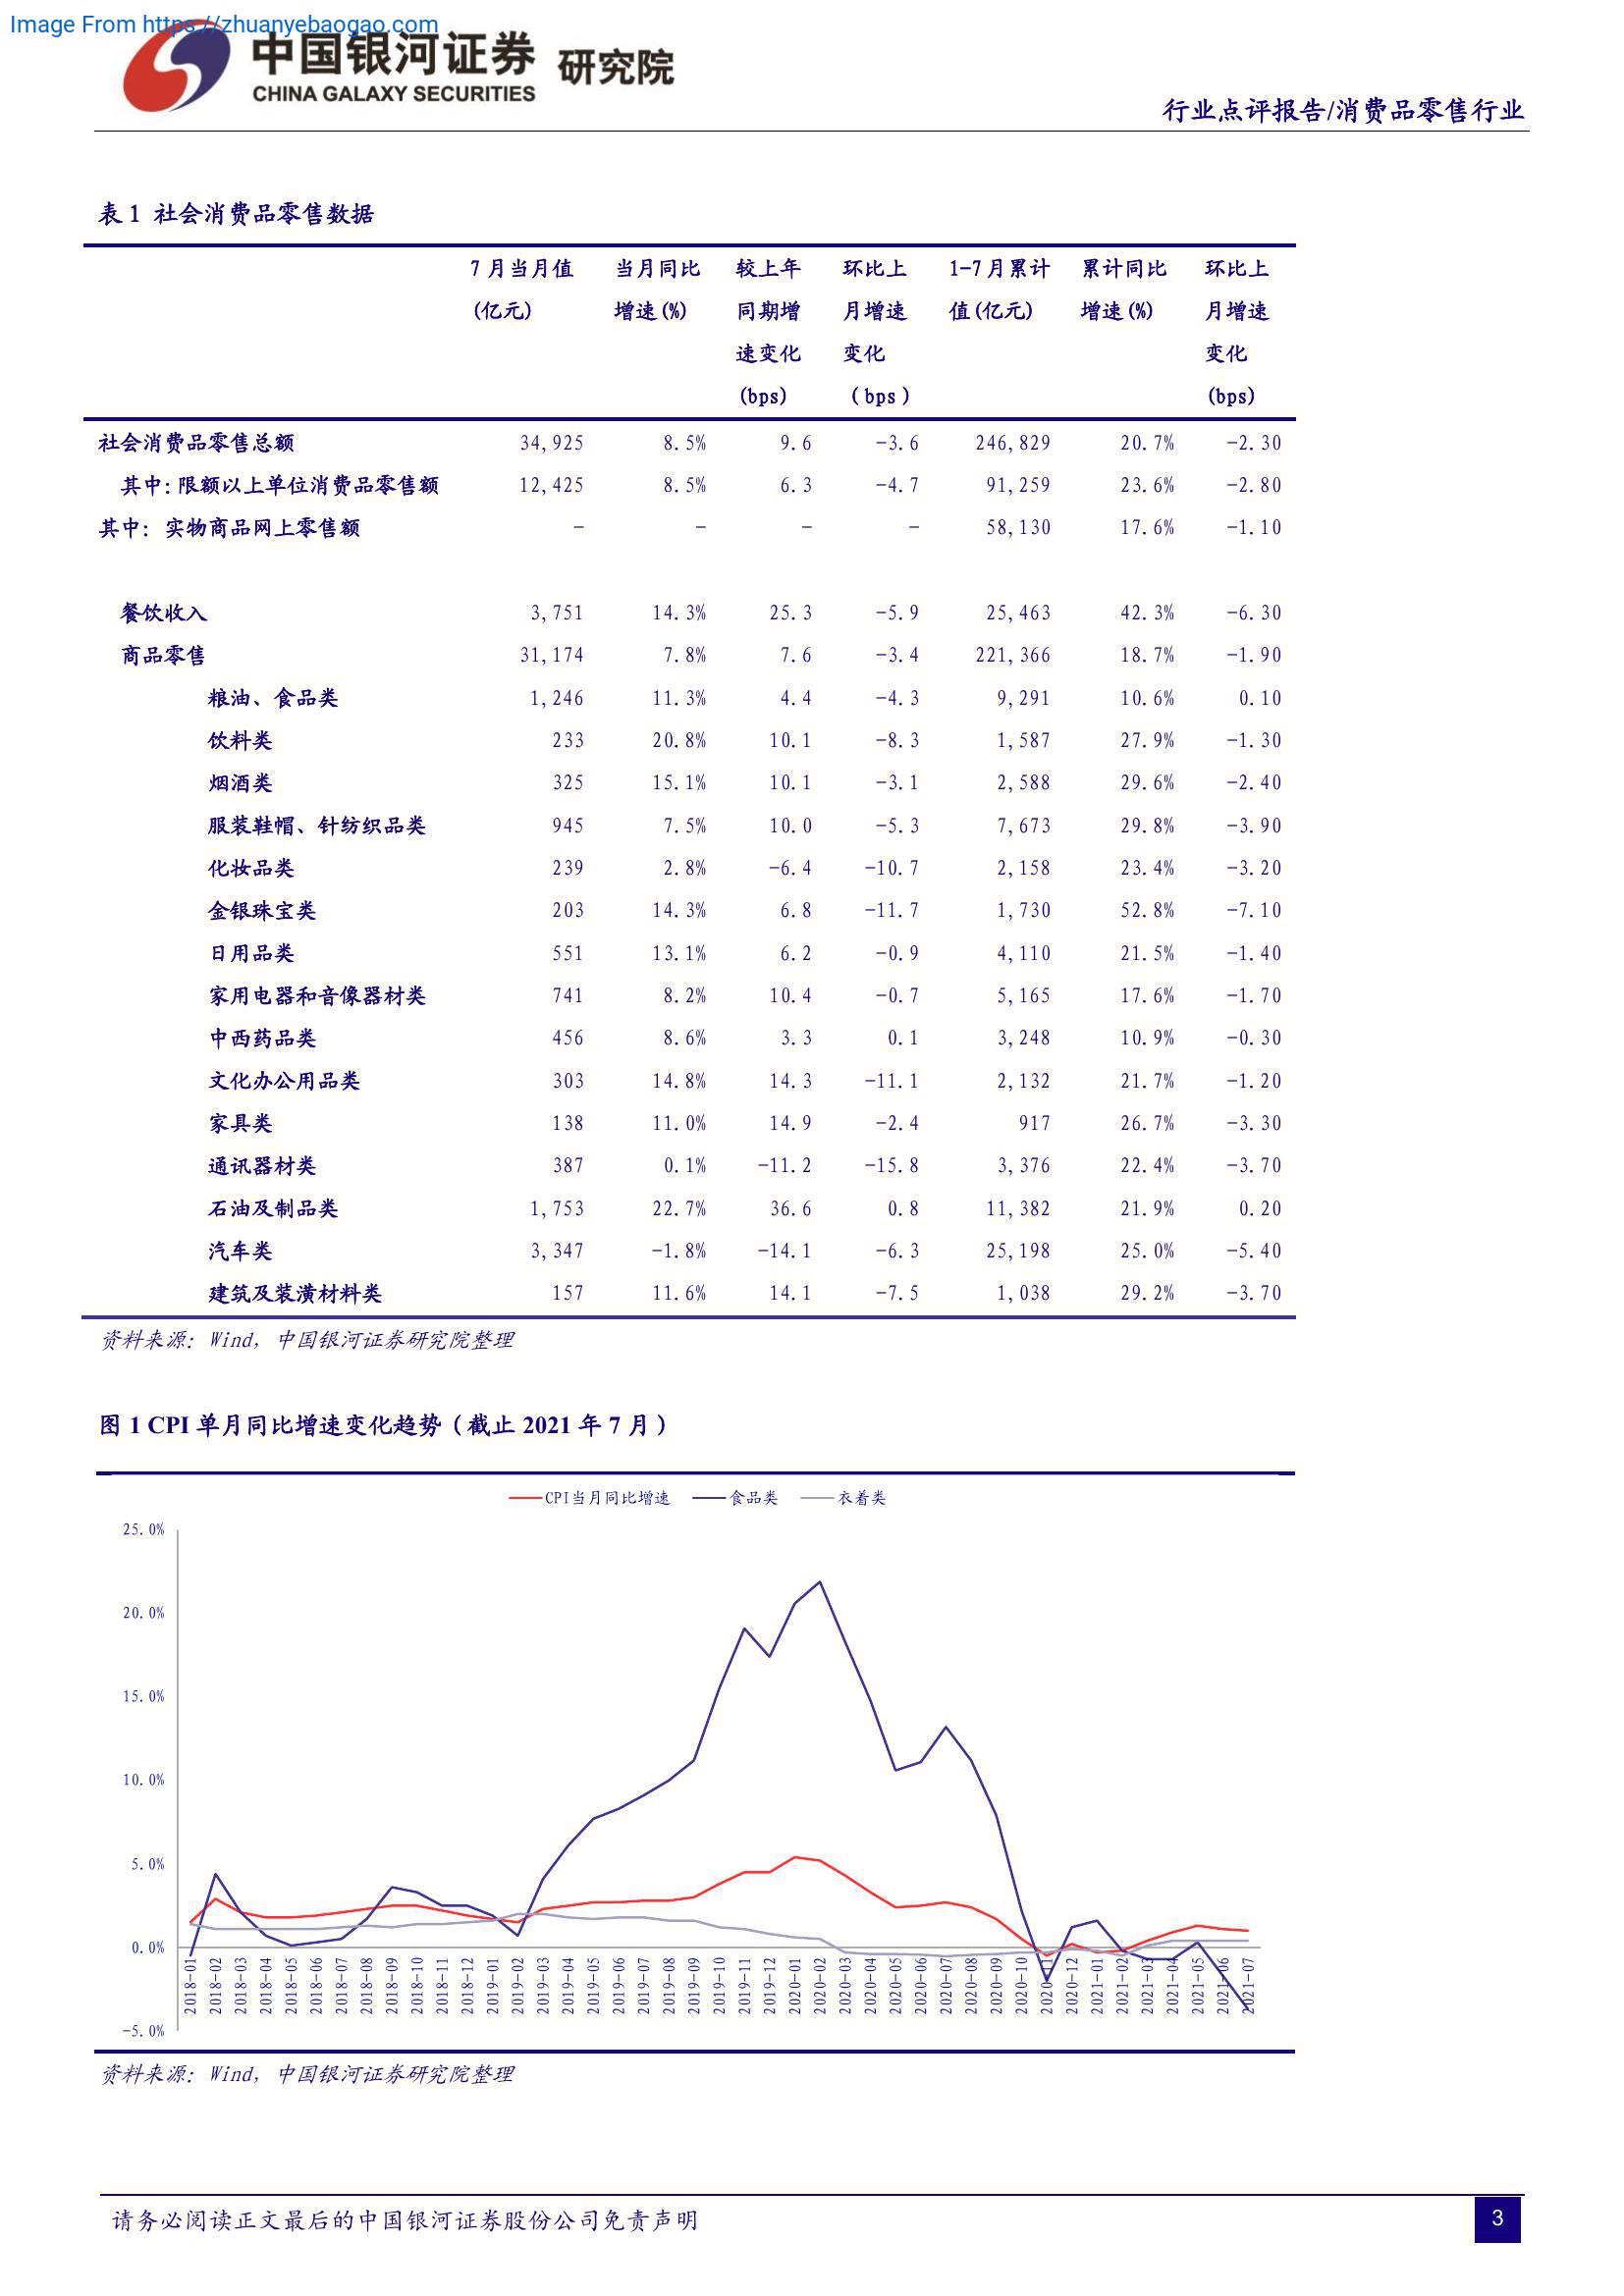 Image From https://zhuanyebaogao.com
中国银河证券 研究院
CHINA GALAXY SECURITIES
行业点评报告/消费品零售行业
表 1 社会消费品零售数据
7 月当月值 当月同比 较上年 环比上 1-7 月累计 累计同比 环比上
(亿元) 增速(%) 同期增 月增速 值(亿元) 增速(%) 月增速
速变化 变化 变化
(bps) (bps) (bps)
社会消费品零售总额 34,925 8.5% 9.6 -3.6 246,829 20.7% -2.30
其中:限额以上单位消费品零售额 12,425 8.5% 6.3 -4.7 91,259 23.6% -2.80
其中: 实物商品网上零售额 - - - - 58,130 17.6% -1.10
餐饮收入 3,751 14.3% 25.3 -5.9 25,463 42.3% -6.30
商品零售 31,174 7.8% 7.6 -3.4 221,366 18.7% -1.90
粮油、食品类 1,246 11.3% 4.4 -4.3 9,291 10.6% 0.10
饮料类 233 20.8% 10.1 -8.3 1,587 27.9% -1.30
烟酒类 325 15.1% 10.1 -3.1 2,588 29.6% -2.40
服装鞋帽、针纺织品类 945 7.5% 10.0 -5.3 7,673 29.8% -3.90
化妆品类 239 2.8% -6.4 -10.7 2,158 23.4% -3.20
金银珠宝类 203 14.3% 6.8 -11.7 1,730 52.8% -7.10
日用品类 551 13.1% 6.2 -0.9 4,110 21.5% -1.40
家用电器和音像器材类 741 8.2% 10.4 -0.7 5,165 17.6% -1.70
中西药品类 456 8.6% 3.3 0.1 3,248 10.9% -0.30
文化办公用品类 303 14.8% 14.3 -11.1 2,132 21.7% -1.20
家具类 138 11.0% 14.9 -2.4 917 26.7% -3.30
通讯器材类 387 0.1% -11.2 -15.8 3,376 22.4% -3.70
石油及制品类 1,753 22.7% 36.6 0.8 11,382 21.9% 0.20
汽车类 3,347 -1.8% -14.1 -6.3 25,198 25.0% -5.40
建筑及装潢材料类 157 11.6% 14.1 -7.5 1,038 29.2% -3.70
资料来源: Wind, 中国银河证券研究院整理
图 1 CPI 单月同比增速变化趋势（截止 2021 年 7 月）
CPI当月同比增速 食品类 衣着类
25.0%
20.0%
15.0%
10.0%
5.0%
0.0%
-5.0%
2018-01 2018-02 2018-03 2018-04 2018-05 2018-06 2018-07 2018-08 2018-09 2018-10 2018-11 2018-12 2019-01 2019-02 2019-03 2019-04 2019-05 2019-06 2019-07 2019-08 2019-09 2019-10 2019-11 2019-12 2020-01 2020-02 2020-03 2020-04 2020-05 2020-06 2020-07 2020-08 2020-09 2020-10 2020-11 2020-12 2021-01 2021-02 2021-03 2021-04 2021-05 2021-06 2021-07
资料来源: Wind, 中国银河证券研究院整理
请务必阅读正文最后的中国银河证券股份公司免责声明
3